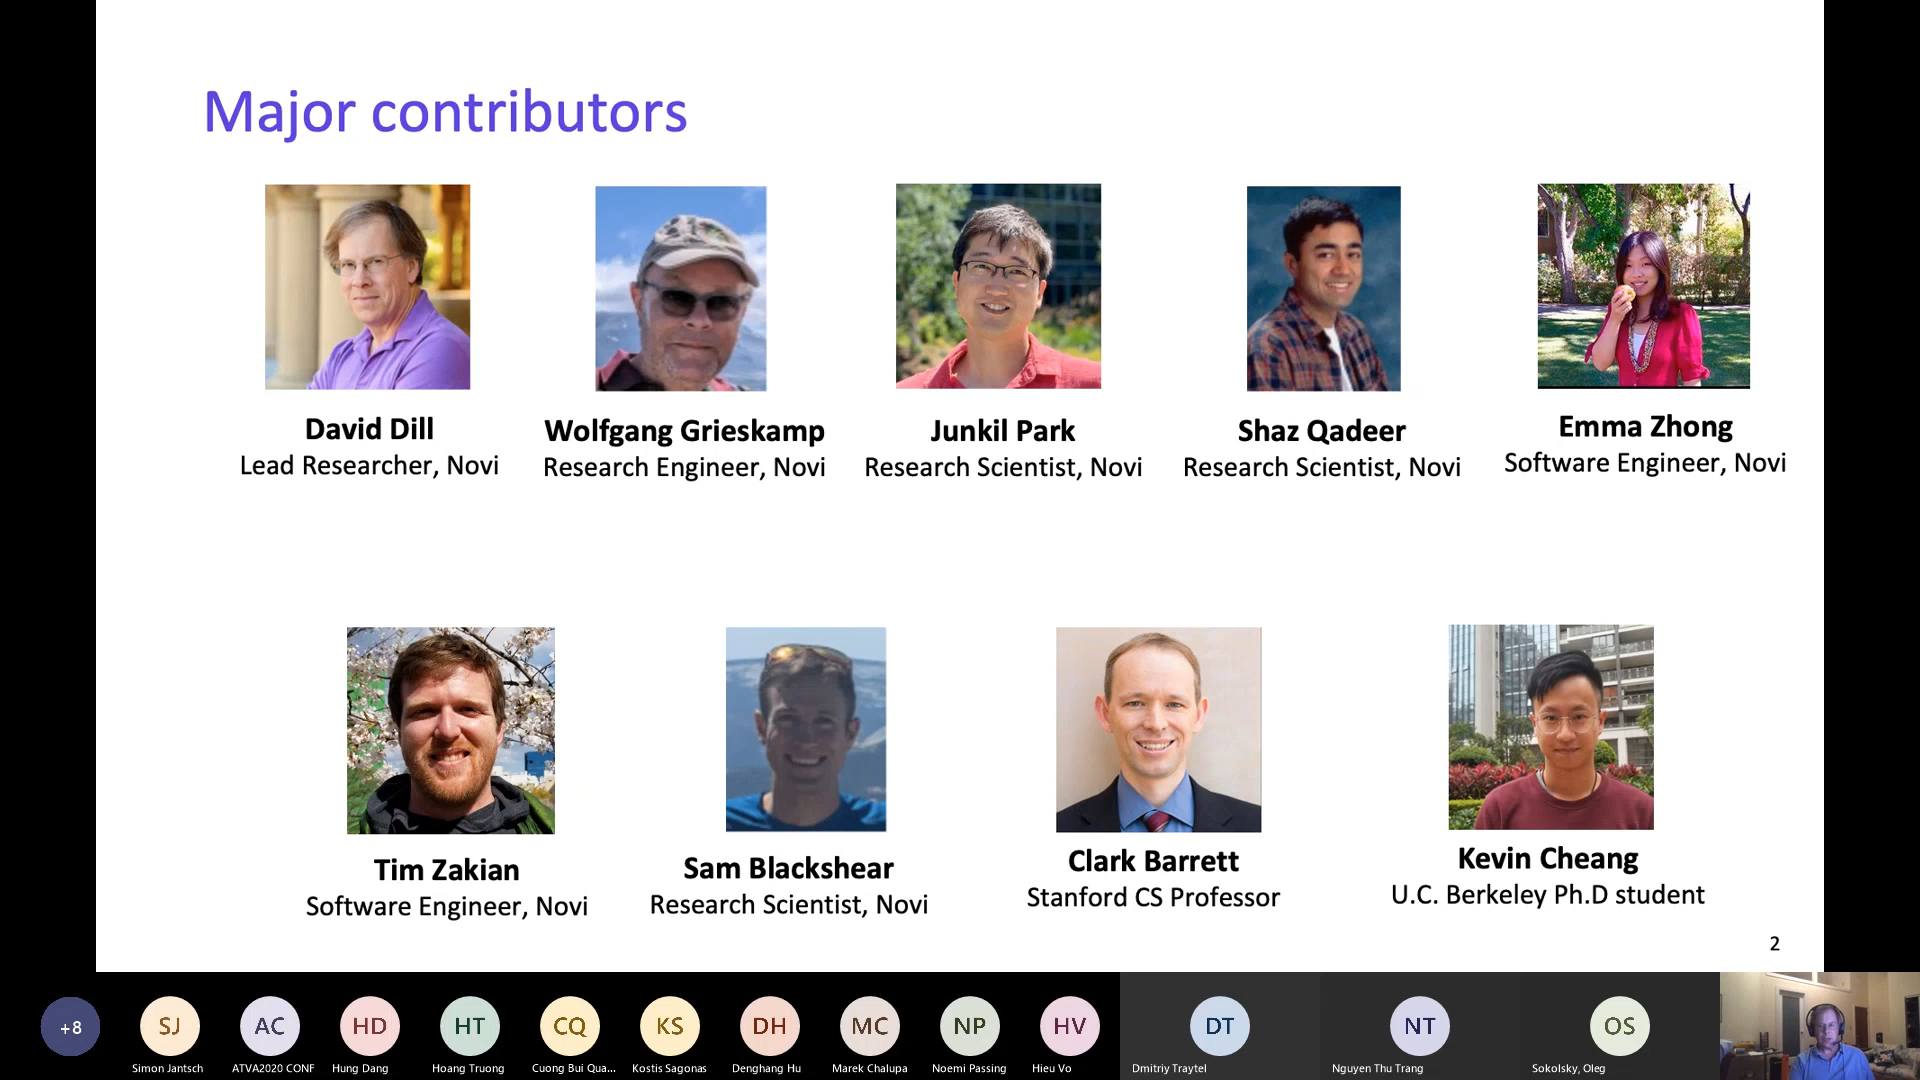 Major contributors
David Dill
Lead Researcher, Novi
Wolfgang Grieskamp
Research Engineer, Novi
Junkil Park
Research Scientist, Novi
Shaz Qadeer
Research Scientist, Novi
Emma Zhong
Software Engineer, Novi
Tim Zakian
Software Engineer, Novi
Sam Blackshear
Research Scientist, Novi
Clark Barrett
Stanford CS Professor
Kevin Cheang
U.C. Berkeley Ph.D student
2
+8
SJ
Simon Jantsch
AC
ATVA2020 CONF
HD
Hung Dang
HT
Hoang Truong
CQ
Cuong Bui Qua...
KS
Kostis Sagonas
DH
Denghang Hu
MC
Marek Chalupa
NP
Noemi Passing
HV
Hieu Vo
DT
Dmitriy Traytel
NT
Nguyen Thu Trang
OS
Sokolsky, Oleg